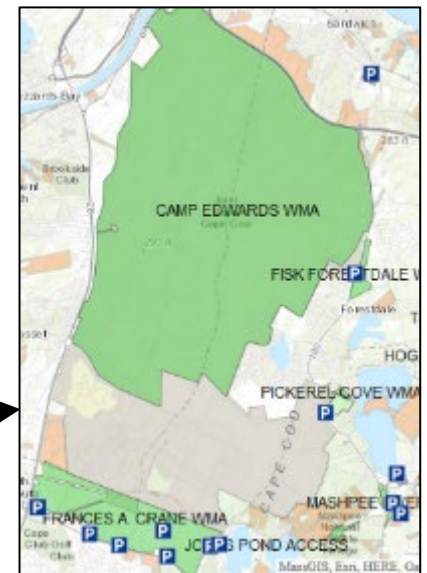 Sandwich
P
Brookside
Club
CAMP EDWARDS WMA
Cape Cod
FISK FORESTDALE W
P
Forestdale
HOG
PICKEREL COVE WMA
P
CAPE COD
P
MASHPEE
P
P
FRANCES A. CRANE WMA
P
P
P
P
JOHNS POND ACCESS
Cape
Club Golf
Club
MassGIS, Esri, HERE, Ga